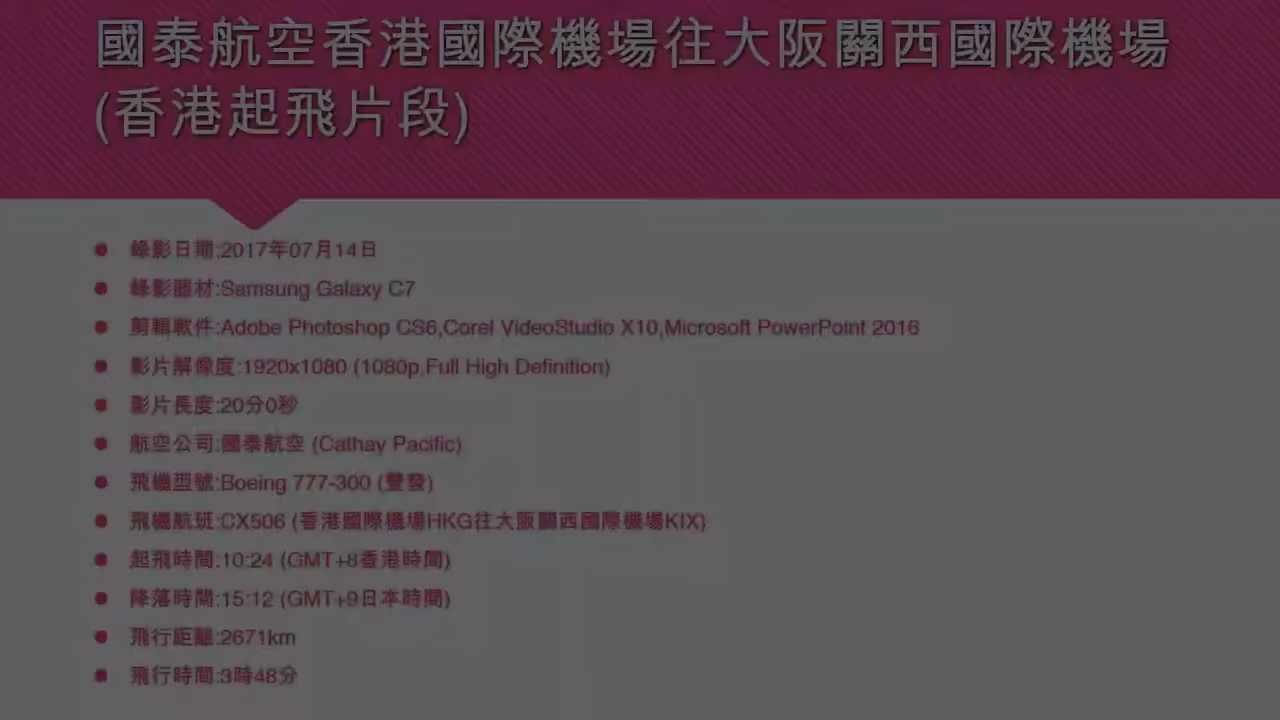 國泰航空香港國際機場往大阪關西國際機場
(香港起飛片段)
錄影日期:2017年07月14日
錄影器材:Samsung Galaxy C7
剪輯軟件:Adobe Photoshop CS6,Corel VideoStudio X10,Microsoft PowerPoint 2016
影片解像度:1920x1080 (1080p,Full High Definition)
影片長度:20分0秒
航空公司:國泰航空 (Cathay Pacific)
飛機型號:Boeing 777-300 (雙發)
飛機航班:CX506 (香港國際機場HKG往大阪關西國際機場KIX)
起飛時間:10:24 (GMT+8香港時間)
降落時間:15:12 (GMT+9日本時間)
飛行距離:2671km
飛行時間:3時48分